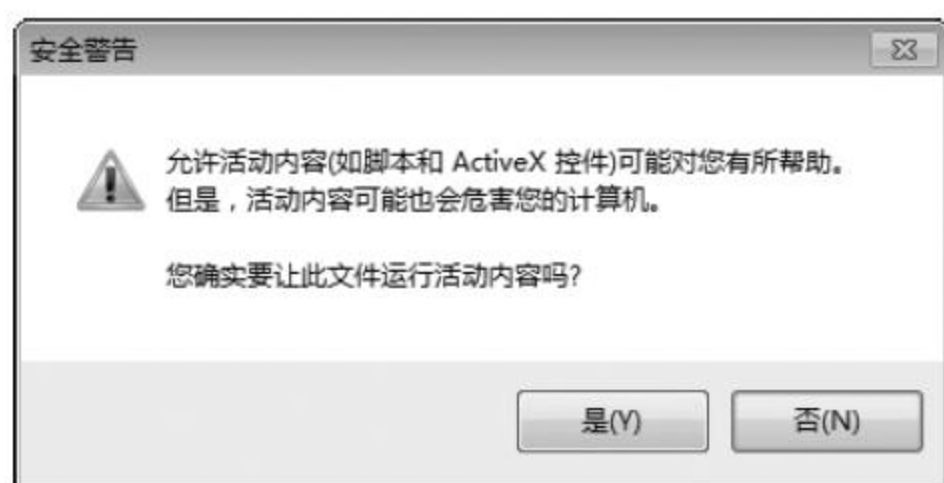 安全警告
允许活动内容(如脚本和 ActiveX 控件)可能对您有所帮助。
但是，活动内容可能也会危害您的计算机。
您确实要让此文件运行活动内容吗?
是(Y)
否(N)